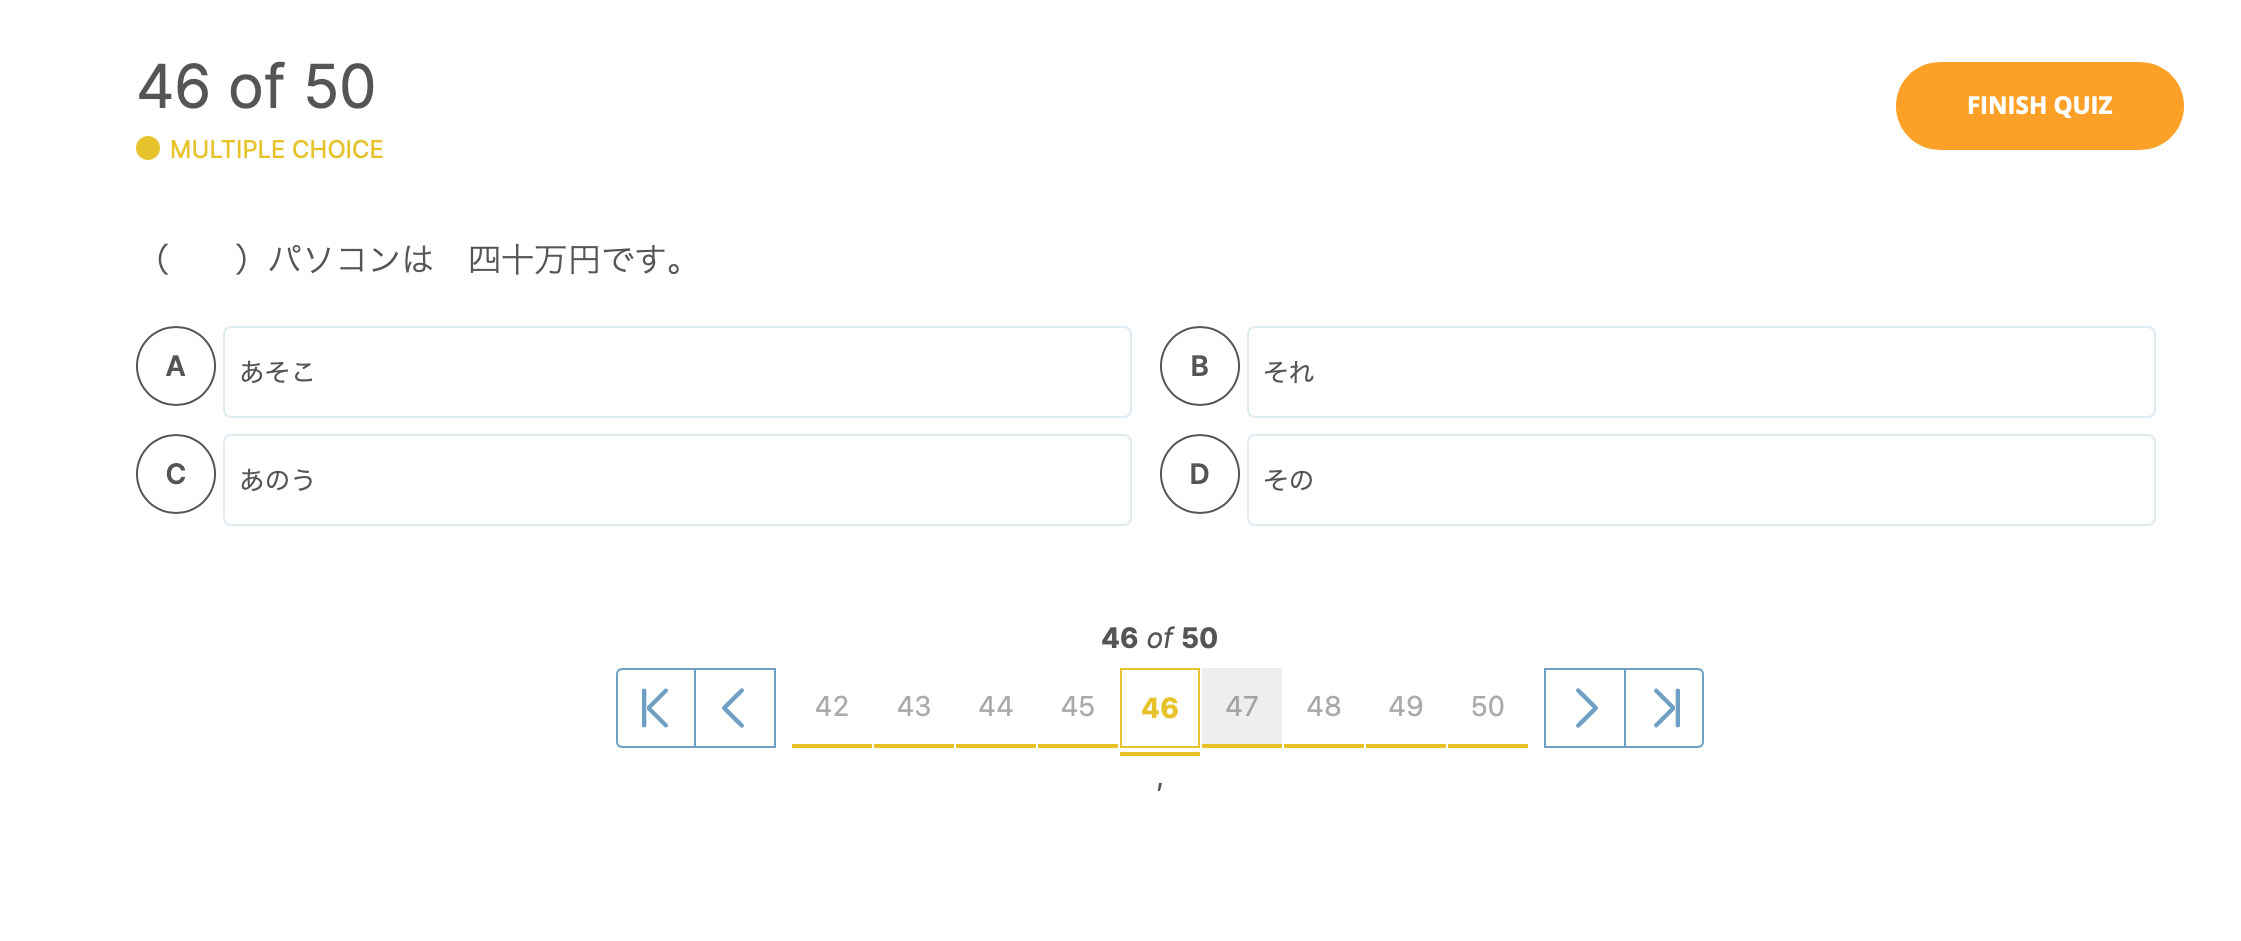 46 of 50
FINISH QUIZ
MULTIPLE CHOICE
（　　）パソコンは　四十万円です。
A あそこ
B それ
C あのう
D その
46 of 50
42 43 44 45 46 47 48 49 50
,